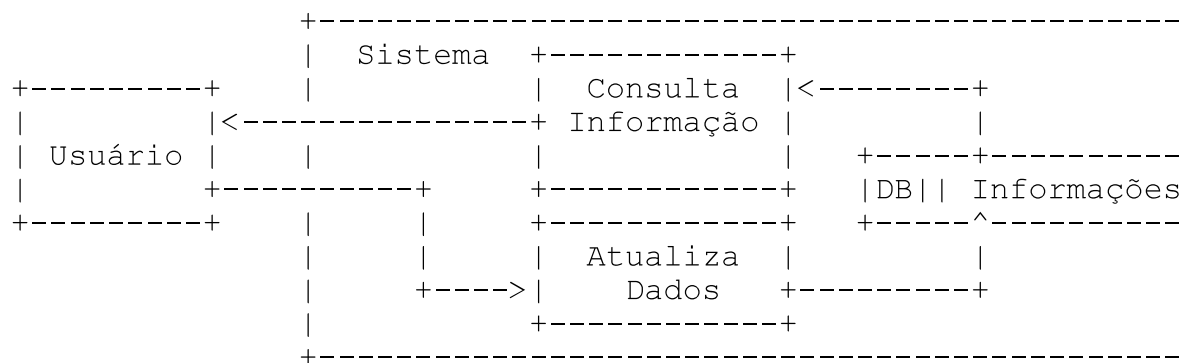 Sistema
Consulta
Informação
Usuário
DB|| Informações
Atualiza
Dados